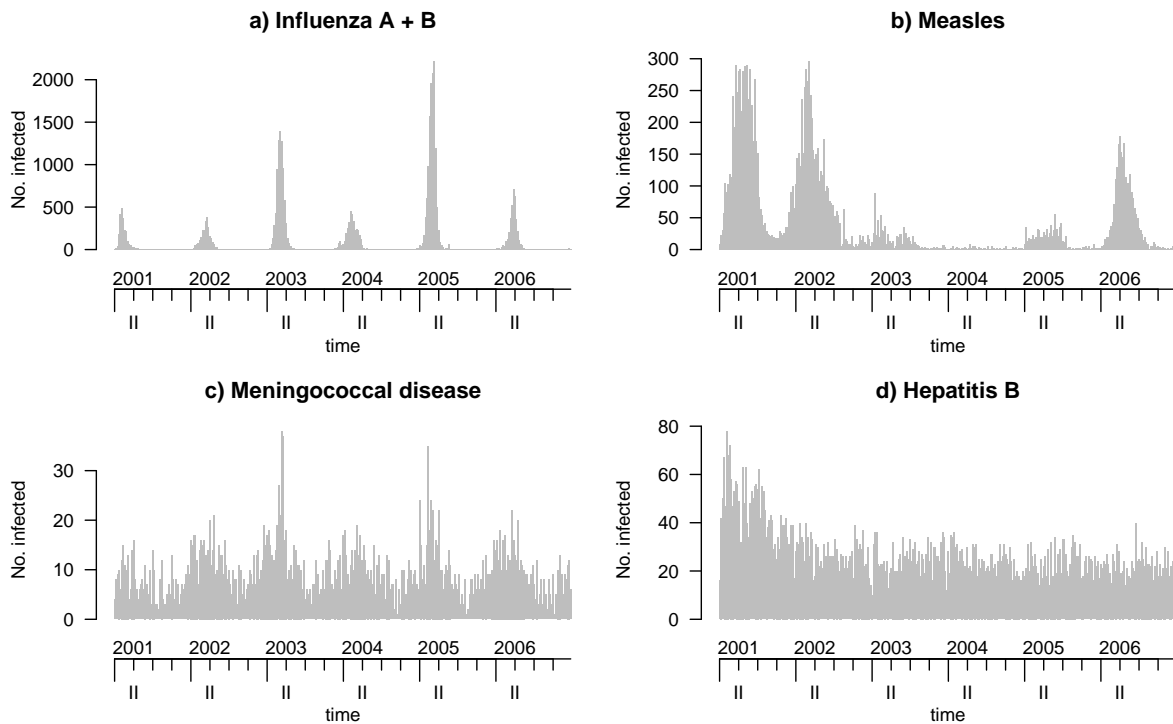 a) Influenza A + B
No. infected
2000
1500
1000
500
0
2001 2002 2003 2004 2005 2006
II II II II II II
time
b) Measles
No. infected
300
250
200
150
100
50
0
2001 2002 2003 2004 2005 2006
II II II II II II
time
c) Meningococcal disease
No. infected
30
20
10
0
2001 2002 2003 2004 2005 2006
II II II II II II
time
d) Hepatitis B
No. infected
80
60
40
20
0
2001 2002 2003 2004 2005 2006
II II II II II II
time